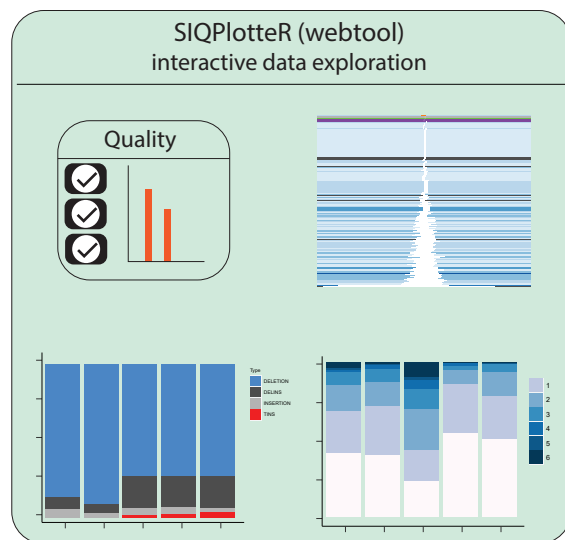 SIQPlotteR (webtool)
interactive data exploration
Quality
Type
DELETION
DELINS
INSERTION
TINS
1
2
3
4
5
6